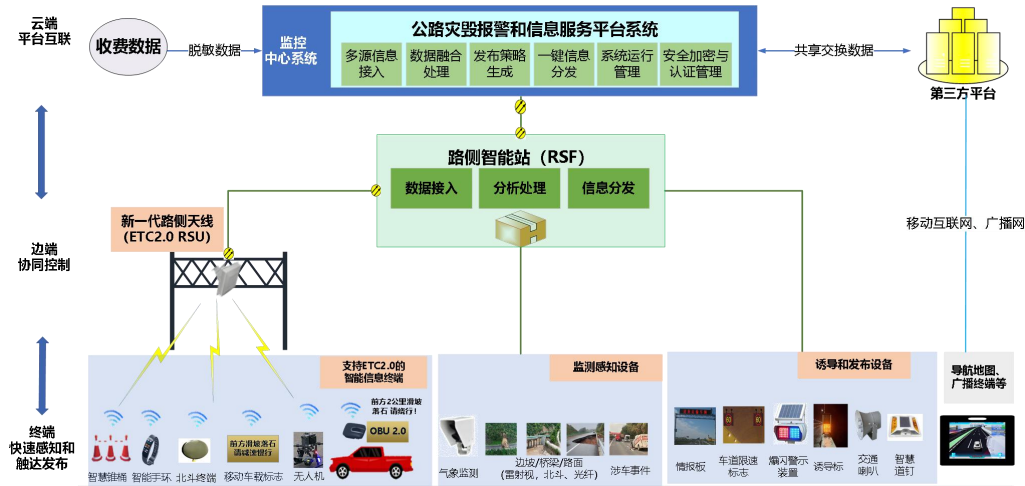 云端
平台互联
收费数据
脱敏数据
监控
中心系统
公路灾毁报警和信息服务平台系统
多源信息
接入
数据融合
处理
发布策略
生成
一键信息
分发
系统运行
管理
安全加密与
认证管理
共享交换数据
第三方平台
路侧智能站（RSF）
数据接入
分析处理
信息分发
新一代路侧天线
（ETC2.0 RSU）
移动互联网、广播网
边端
协同控制
支持ETC2.0的
智能信息终端
监测感知设备
诱导和发布设备
导航地图、
广播终端等
前方2公里滑坡
落石 请绕行！
OBU 2.0
前方滑坡落石
请减速慢行
终端
快速感知和
触达发布
智慧锥桶
智能手环
北斗终端
移动车载标志
无人机
气象监测
边坡/桥梁/路面
（雷射视，北斗、光纤）
涉车事件
情报板
车道限速
标志
爆闪警示
装置
诱导标
交通
喇叭
智慧
道钉